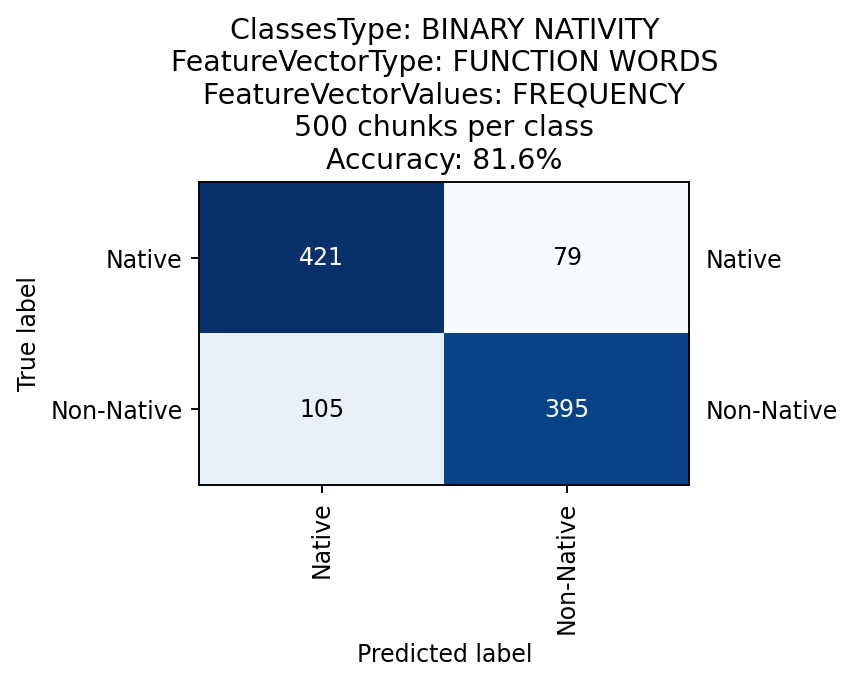 ClassesType: BINARY NATIVITY
FeatureVectorType: FUNCTION WORDS
FeatureVectorValues: FREQUENCY
500 chunks per class
Accuracy: 81.6%
True label
Native 421 79 Native
Non-Native 105 395 Non-Native
Native
Non-Native
Predicted label